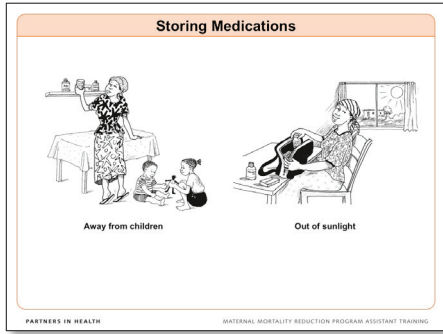 Storing Medications
Away from children
Out of sunlight
PARTNERS IN HEALTH
MATERNAL MORTALITY REDUCTION PROGRAM ASSISTANT TRAINING